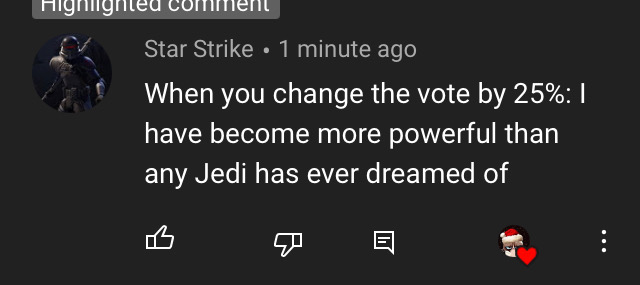 Highlighted comment
Star Strike • 1 minute ago
When you change the vote by 25%: I
have become more powerful than
any Jedi has ever dreamed of